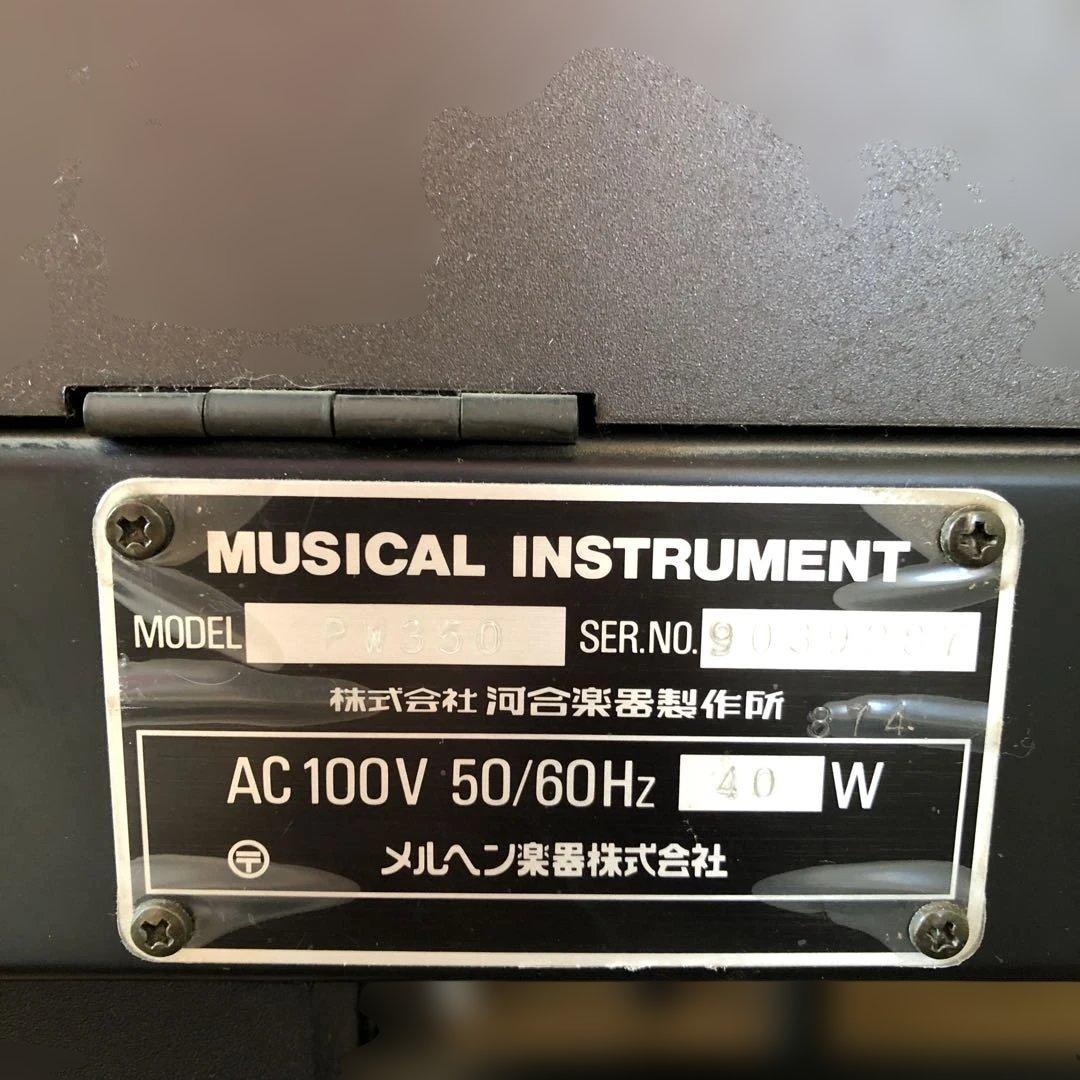 MUSICAL INSTRUMENT
MODEL PW350 SER.NO.
株式会社 河合楽器製作所 874
AC 100V 50/60Hz 40 W
〶 メルヘン楽器株式会社